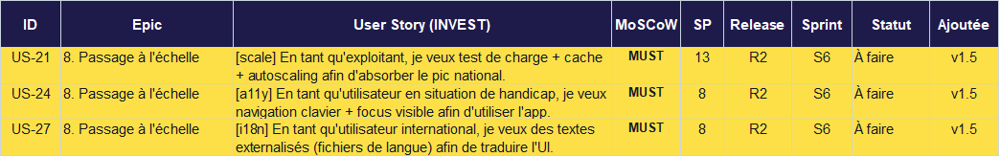 ID Epic User Story (INVEST) MoSCoW SP Release Sprint Statut Ajoutée
US-21 8. Passage à l'échelle [scale] En tant qu'exploitant, je veux test de charge + cache MUST 13 R2 S6 À faire v1.5
+ autoscaling afin d'absorber le pic national.
US-24 8. Passage à l'échelle [a11y] En tant qu'utilisateur en situation de handicap, je veux MUST 8 R2 S6 À faire v1.5
navigation clavier + focus visible afin d'utiliser l'app.
US-27 8. Passage à l'échelle [i18n] En tant qu'utilisateur international, je veux des textes MUST 8 R2 S6 À faire v1.5
externalisés (fichiers de langue) afin de traduire l'UI.